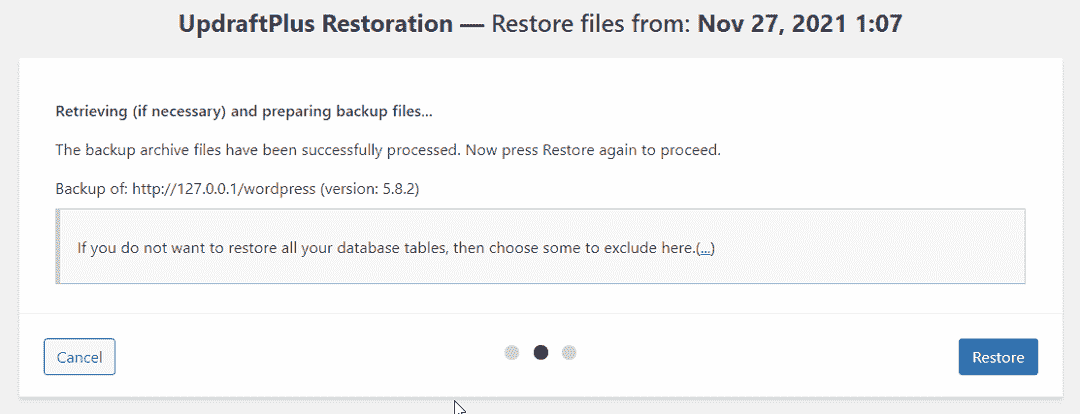 UpdraftPlus Restoration — Restore files from: Nov 27, 2021 1:07
Retrieving (if necessary) and preparing backup files...
The backup archive files have been successfully processed. Now press Restore again to proceed.
Backup of: http://127.0.0.1/wordpress (version: 5.8.2)
If you do not want to restore all your database tables, then choose some to exclude here.(...)
Cancel
Restore